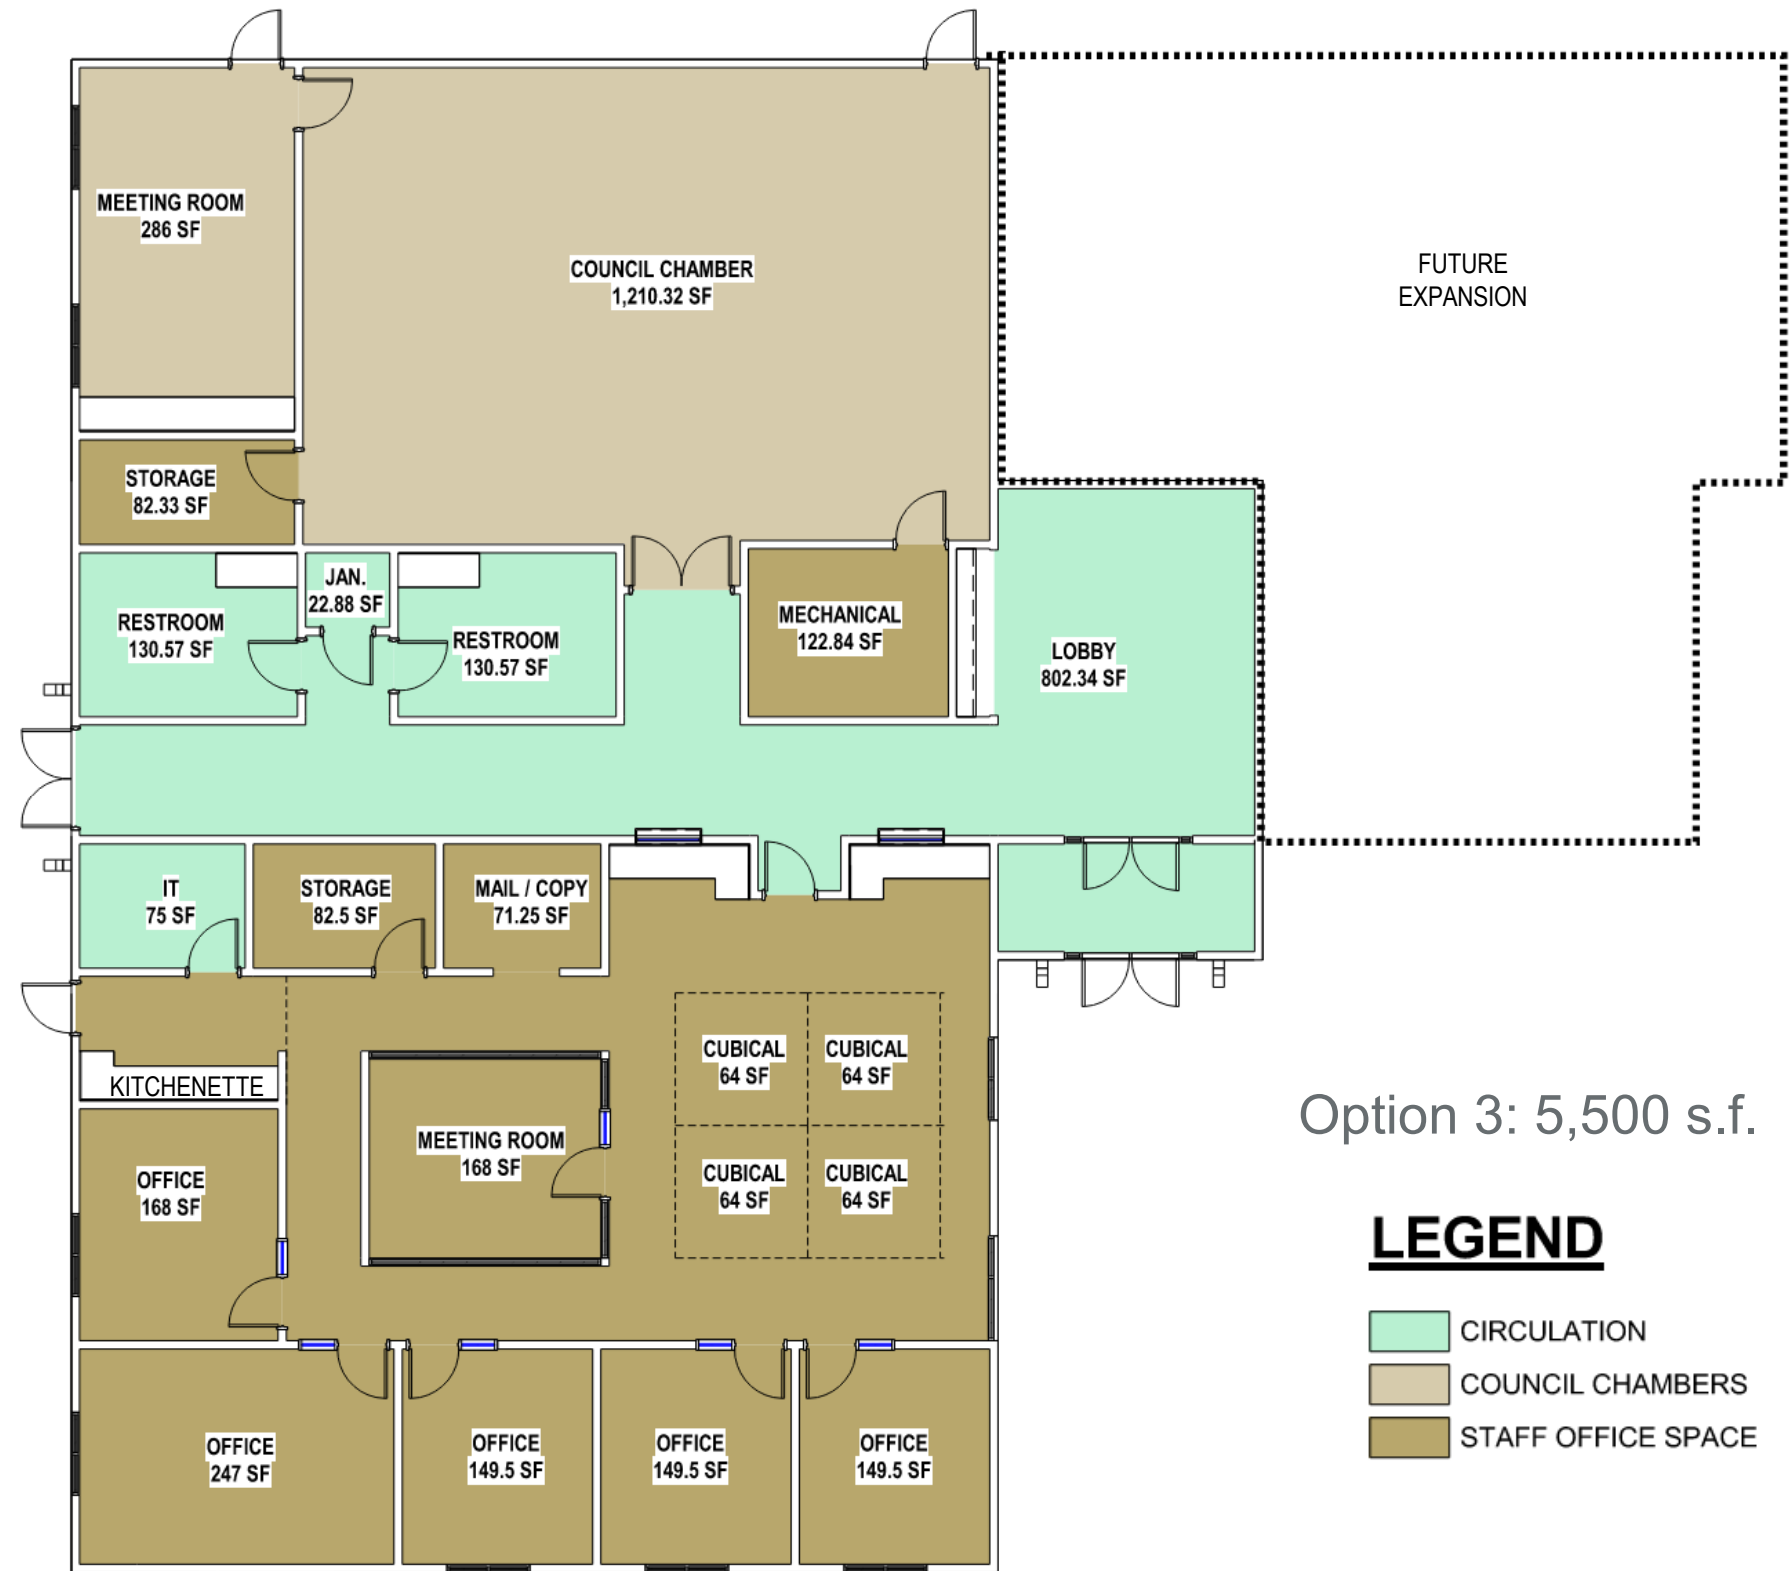 MEETING ROOM
286 SF
COUNCIL CHAMBER
1,210.32 SF
FUTURE
EXPANSION
STORAGE
82.33 SF
JAN.
22.88 SF
RESTROOM
130.57 SF
RESTROOM
130.57 SF
MECHANICAL
122.84 SF
LOBBY
802.34 SF
IT
75 SF
STORAGE
82.5 SF
MAIL / COPY
71.25 SF
CUBICAL
64 SF
CUBICAL
64 SF
KITCHENETTE
MEETING ROOM
168 SF
CUBICAL
64 SF
CUBICAL
64 SF
OFFICE
168 SF
OFFICE
247 SF
OFFICE
149.5 SF
OFFICE
149.5 SF
OFFICE
149.5 SF
Option 3: 5,500 s.f.
LEGEND
CIRCULATION
COUNCIL CHAMBERS
STAFF OFFICE SPACE